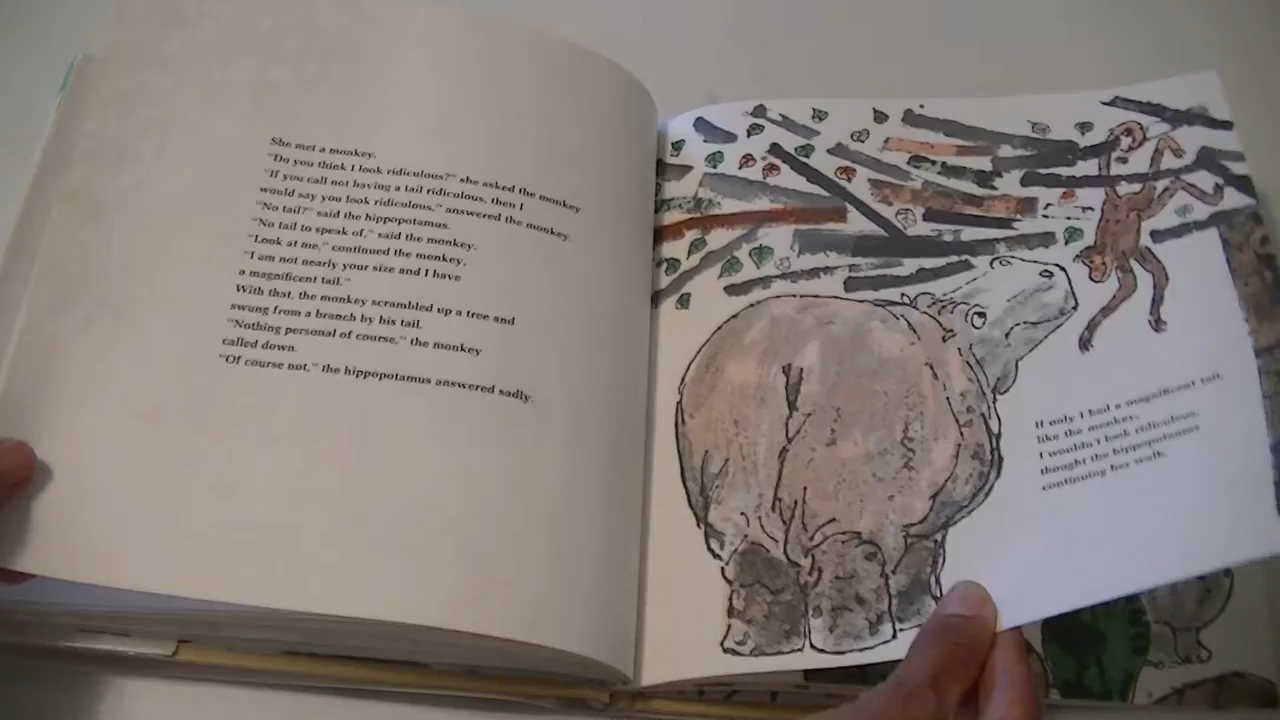 She met a monkey.
"Do you think I look ridiculous?" she asked the monkey
"If you call not having a tail ridiculous, then I
would say you look ridiculous," answered the monkey.
"No tail?" said the hippopotamus.
"No tail to speak of," said the monkey.
"Look at me," continued the monkey,
"I am not nearly your size and I have
a magnificent tail."
With that, the monkey scrambled up a tree and
swung from a branch by his tail.
"Nothing personal of course," the monkey
called down.
"Of course not," the hippopotamus answered sadly.
If only I had a magnificent tail,
like the monkey,
I wouldn't look ridiculous,
thought the hippopotamus
continuing her walk.